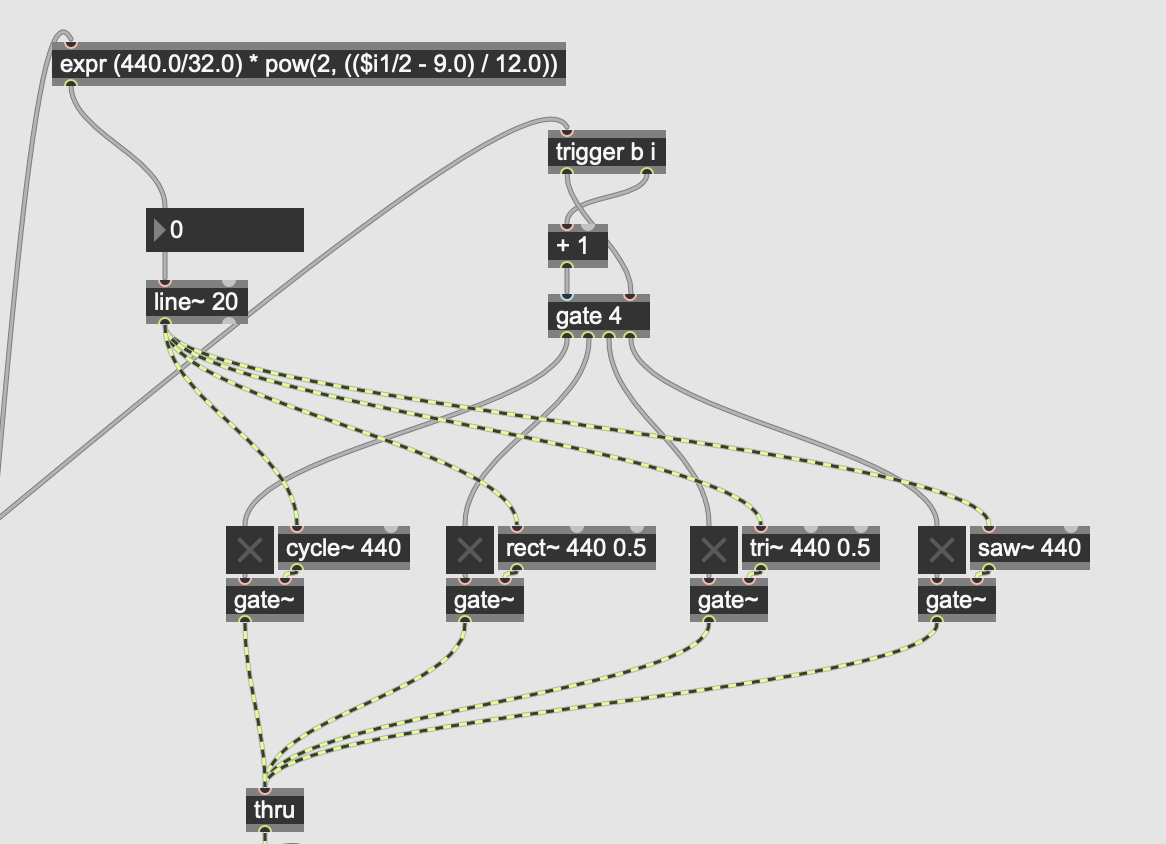 expr (440.0/32.0) * pow(2, (($i1/2 - 9.0) / 12.0))
trigger b i
0
+ 1
line~ 20
gate 4
cycle~ 440
rect~ 440 0.5
tri~ 440 0.5
saw~ 440
gate~
gate~
gate~
gate~
thru